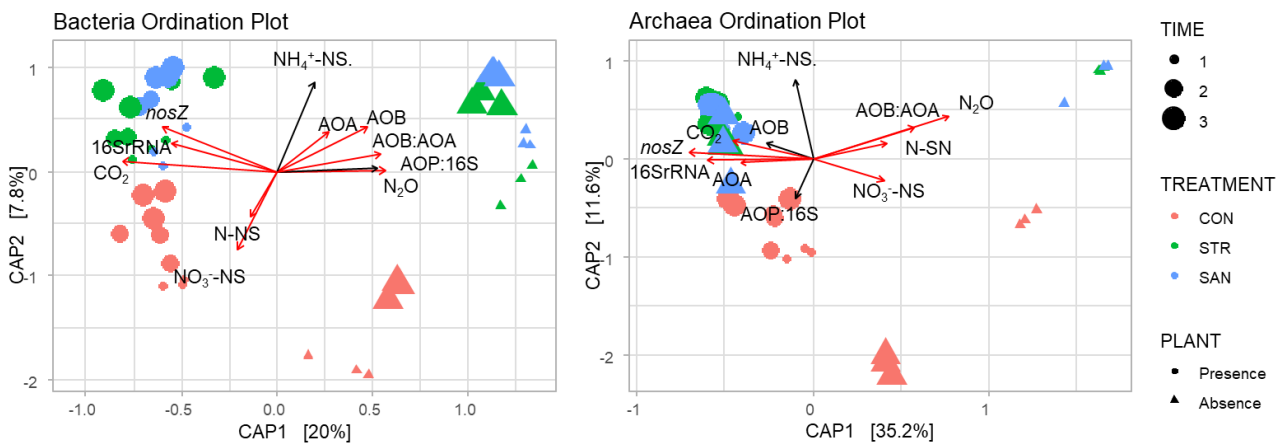 Bacteria Ordination Plot
NH₄⁺-NS.
nosZ
AOA
AOB
AOB:AOA
16SrRNA
AOP:16S
CO₂
N₂O
N-NS
NO₃⁻-NS
1
0
-1
-2
CAP2 [7.8%]
-1.0
-0.5
0.0
0.5
1.0
CAP1 [20%]
Archaea Ordination Plot
NH₄⁺-NS.
AOB:AOA
N₂O
CO₂
AOB
N-SN
nosZ
16SrRNA
AOA
NO₃⁻-NS
AOP:16S
1
0
-1
-2
CAP2 [11.6%]
-1
0
1
CAP1 [35.2%]
TIME
1
2
3
TREATMENT
CON
STR
SAN
PLANT
Presence
Absence